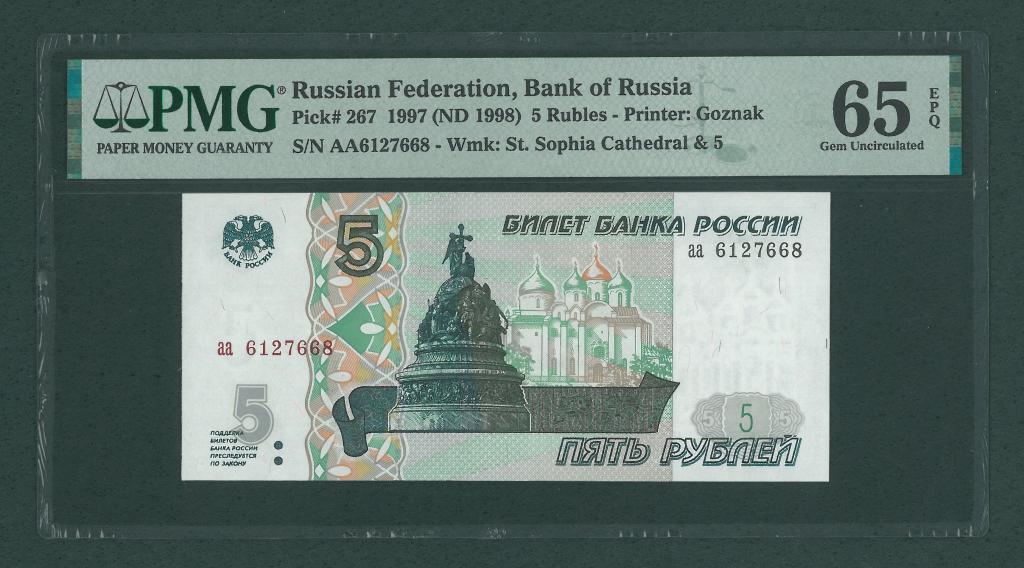 PMG®
PAPER MONEY GUARANTY
Russian Federation, Bank of Russia
Pick# 267 1997 (ND 1998) 5 Rubles - Printer: Goznak
S/N AA6127668 - Wmk: St. Sophia Cathedral & 5
65
EPQ
Gem Uncirculated
БАНК РОССИИ
5
БИЛЕТ БАНКА РОССИИ
аа 6127668
аа 6127668
5
ПОДДЕЛКА
БИЛЕТОВ
БАНКА РОССИИ
ПРЕСЛЕДУЕТСЯ
ПО ЗАКОНУ
5 5 5
ПЯТЬ РУБЛЕЙ